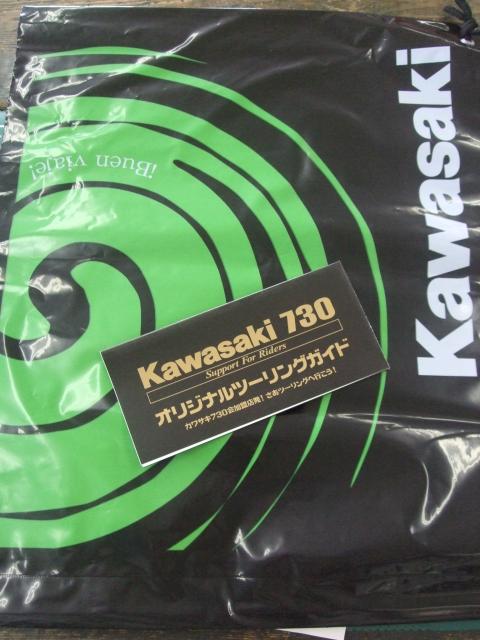 Kawasaki
¡Buen viaje!
Kawasaki 730
Support For Riders
オリジナルツーリングガイド
カワサキ730会加盟店発！さあツーリングへ行こう！